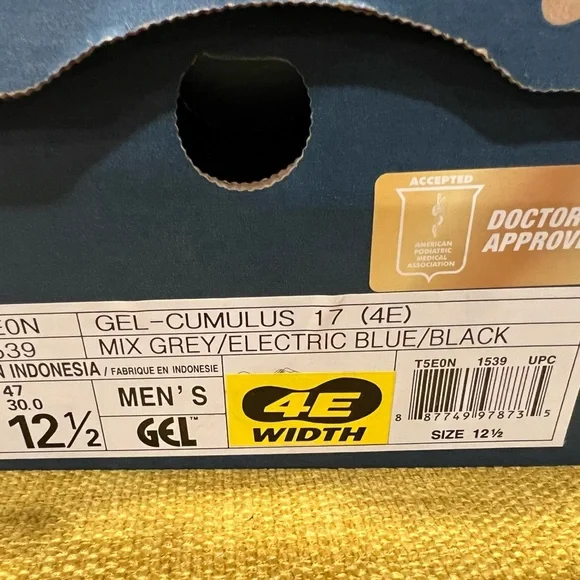 ACCEPTED
AMERICAN
PODIATRIC
MEDICAL
ASSOCIATION
DOCTOR
APPROV
E0N GEL-CUMULUS 17 (4E)
539 MIX GREY/ELECTRIC BLUE/BLACK
N INDONESIA / FABRIQUE EN INDONESIE
47
30.0
12½
MEN'S
GEL™
4E
WIDTH
T5E0N 1539 UPC
8 87749 97873 5
SIZE 12½